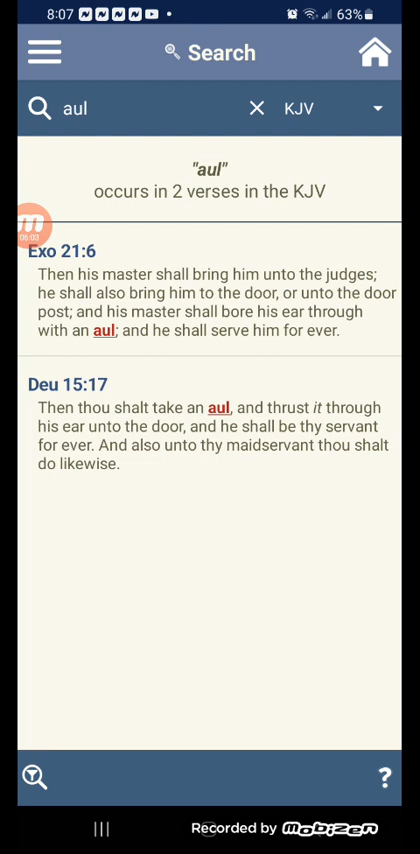 8:07 63%
Search
aul KJV
"aul"
occurs in 2 verses in the KJV
06:03
Exo 21:6
Then his master shall bring him unto the judges;
he shall also bring him to the door, or unto the door
post; and his master shall bore his ear through
with an aul; and he shall serve him for ever.
Deu 15:17
Then thou shalt take an aul, and thrust it through
his ear unto the door, and he shall be thy servant
for ever. And also unto thy maidservant thou shalt
do likewise.
?
Recorded by mobizen